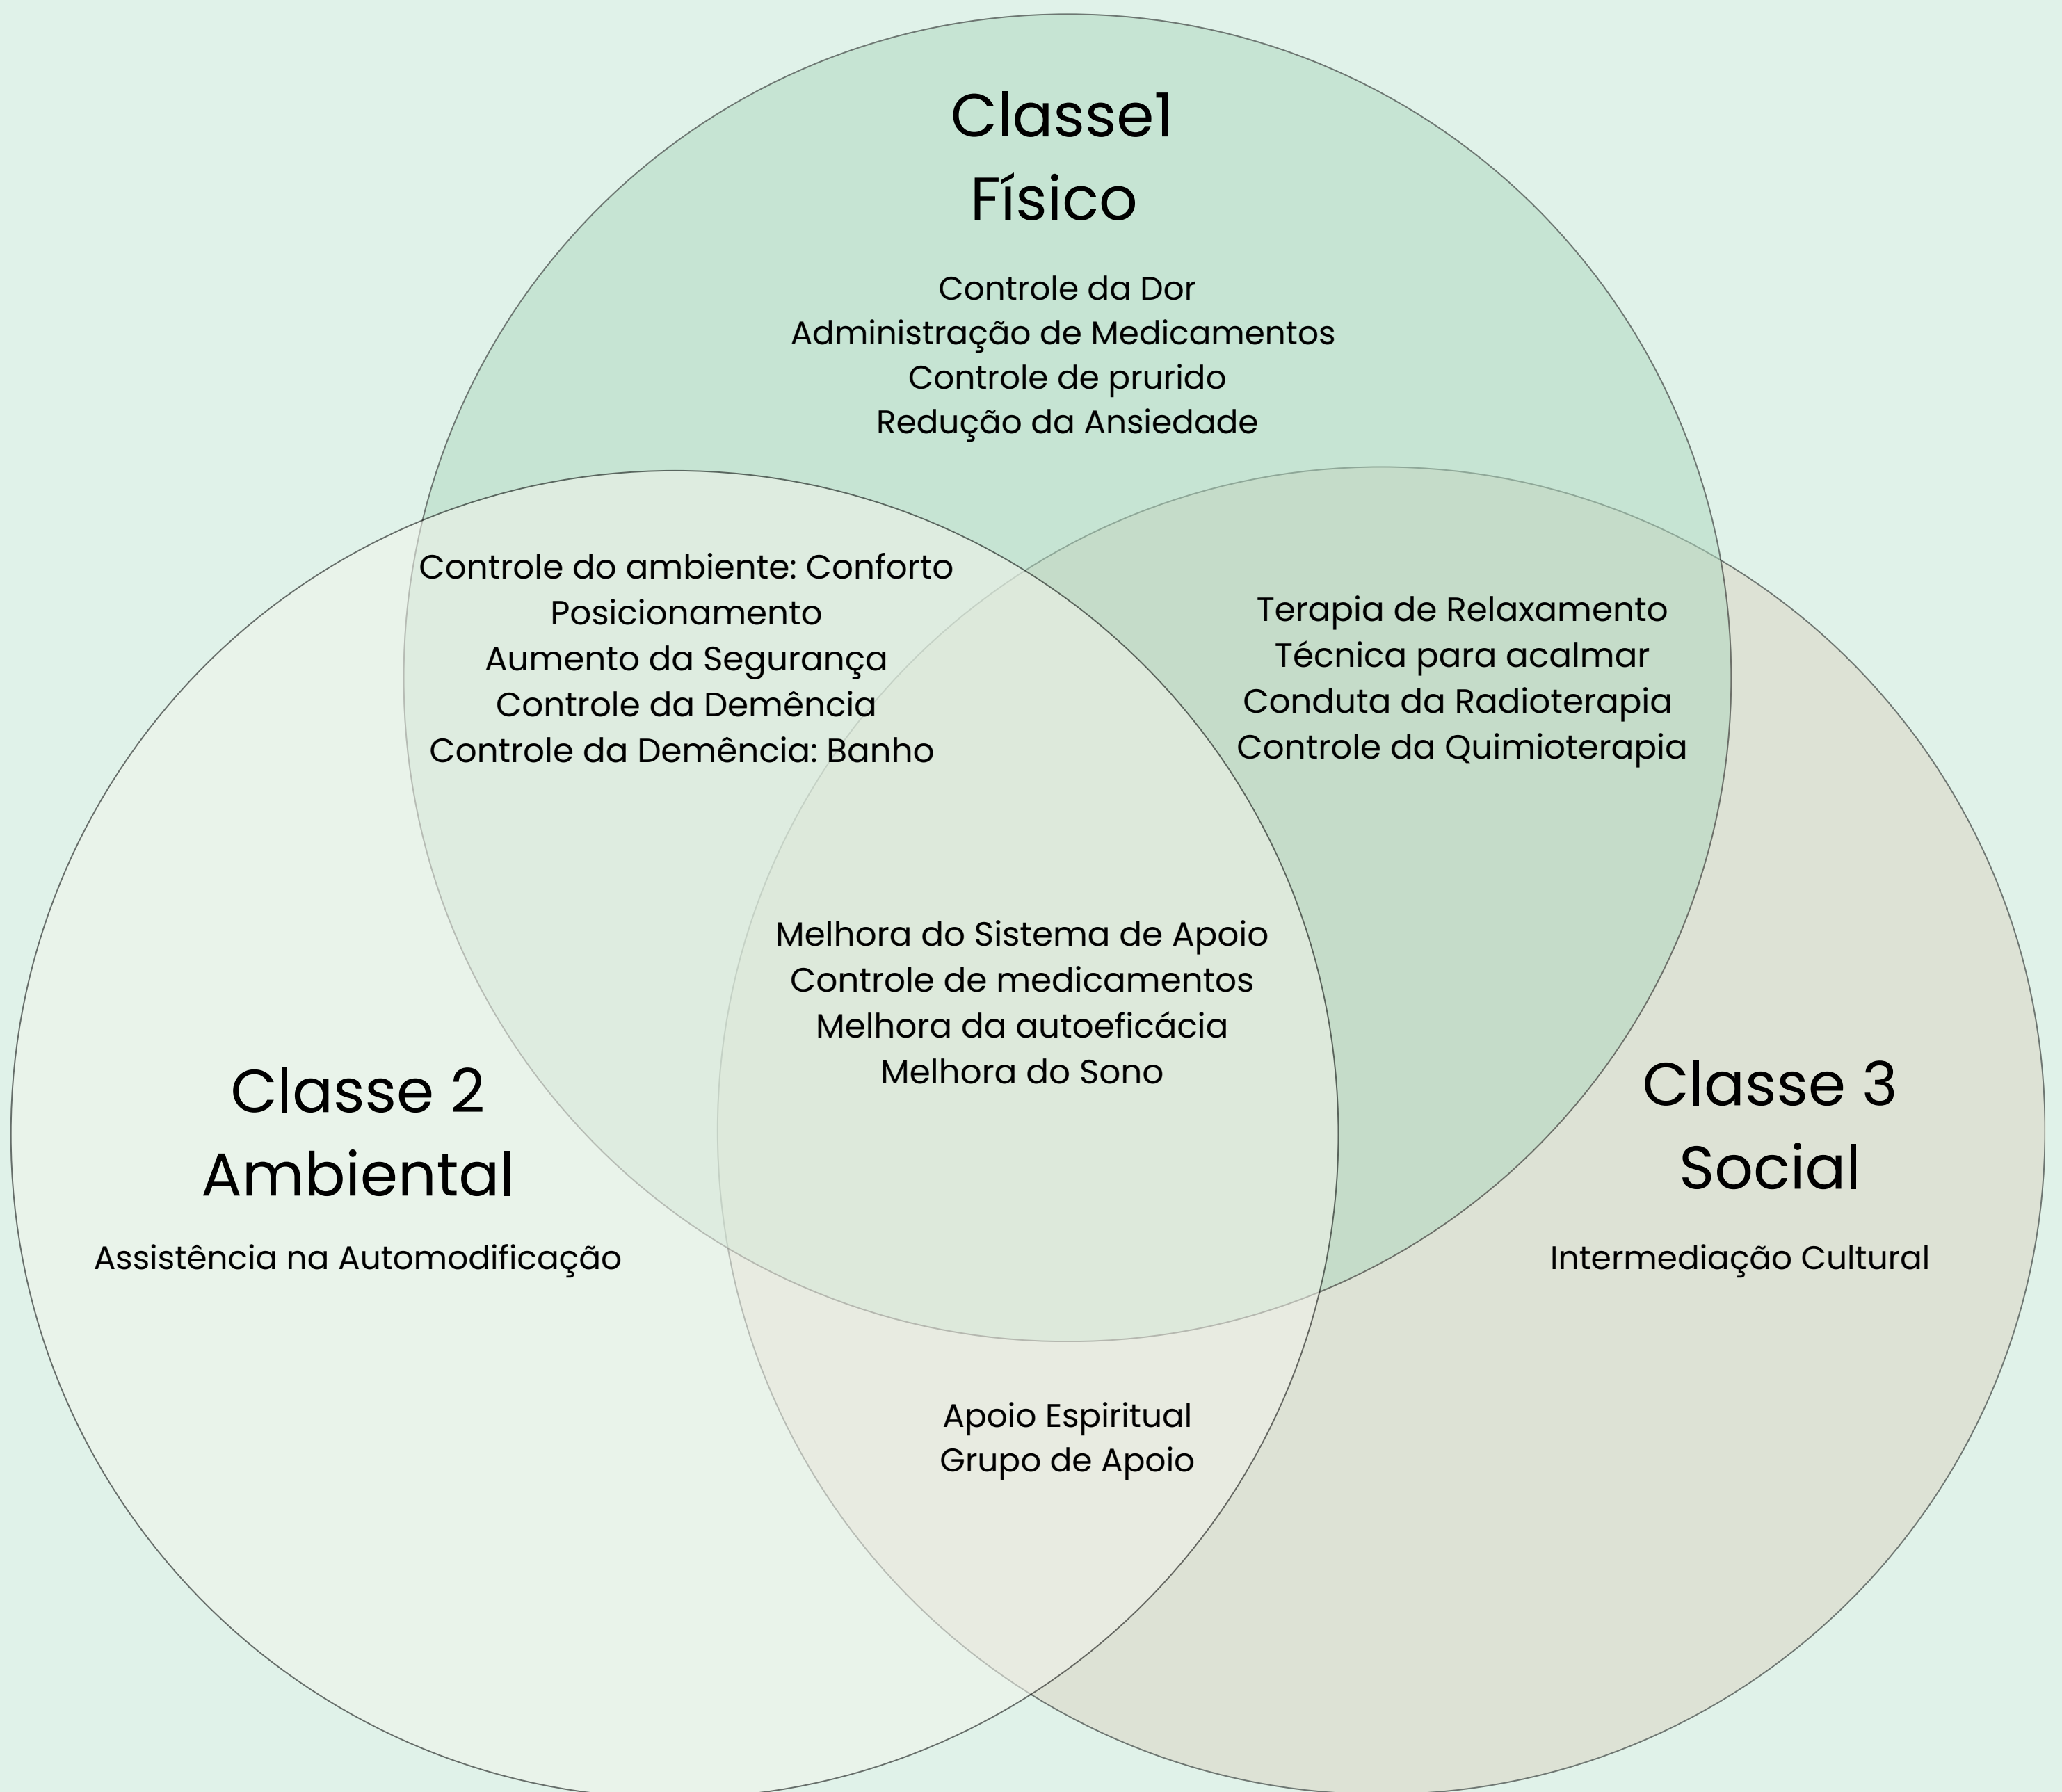 Classe1
Físico
Controle da Dor
Administração de Medicamentos
Controle de prurido
Redução da Ansiedade
Controle do ambiente: Conforto
Posicionamento
Aumento da Segurança
Controle da Demência
Controle da Demência: Banho
Terapia de Relaxamento
Técnica para acalmar
Conduta da Radioterapia
Controle da Quimioterapia
Melhora do Sistema de Apoio
Controle de medicamentos
Melhora da autoeficácia
Melhora do Sono
Classe 2
Ambiental
Assistência na Automodificação
Classe 3
Social
Intermediação Cultural
Apoio Espiritual
Grupo de Apoio